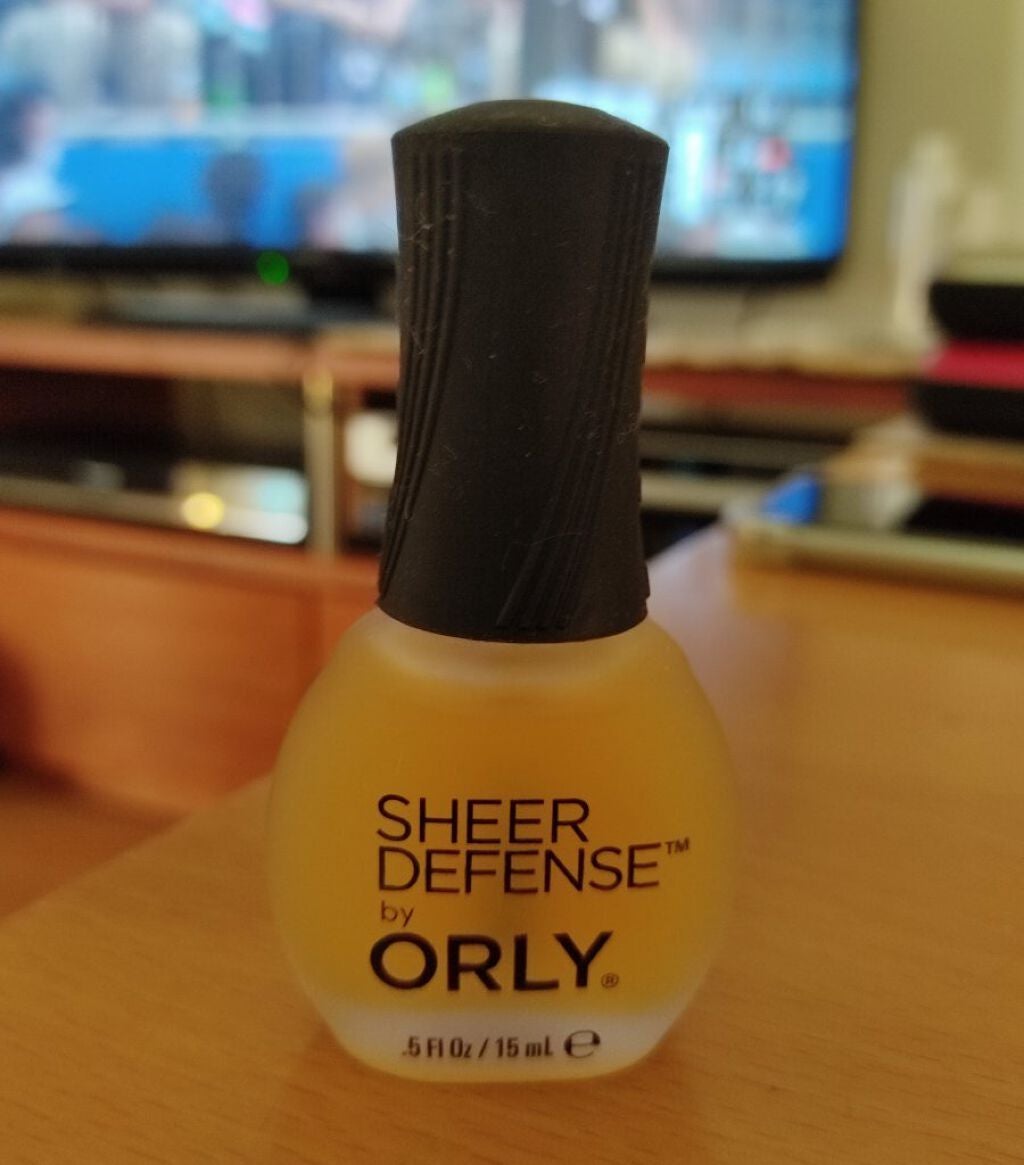 SHEER
DEFENSE™
by
ORLY®
.5 Fl Oz / 15 mL ℮